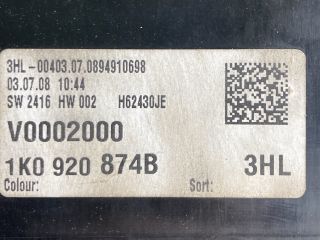 3HL-00403.07.0894910698
03.07.08 10:44
SW 2416 HW 002 H62430JE
V0002000
1K0 920 874B 3HL
Colour: Sort: